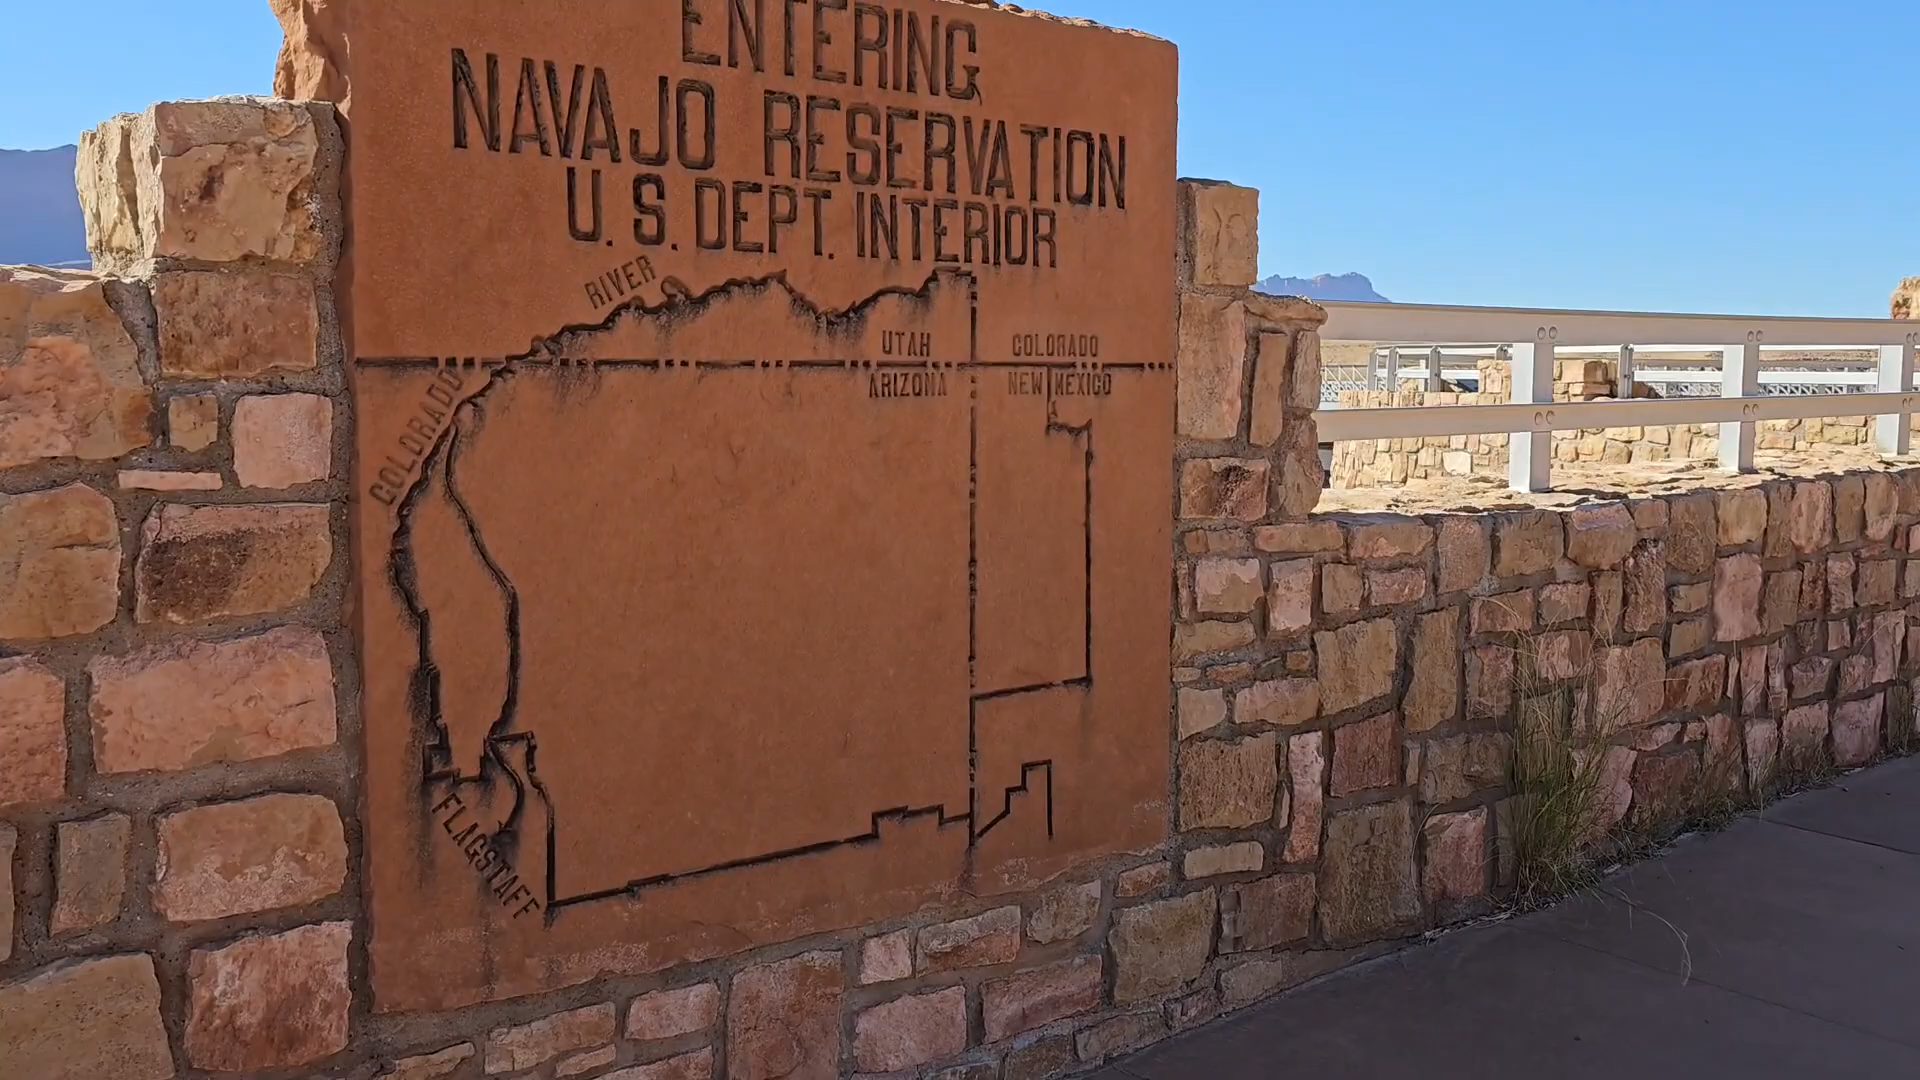 ENTERING
NAVAJO RESERVATION
U. S. DEPT. INTERIOR
RIVER
UTAH
COLORADO
ARIZONA
NEW MEXICO
COLORADO
FLAGSTAFF